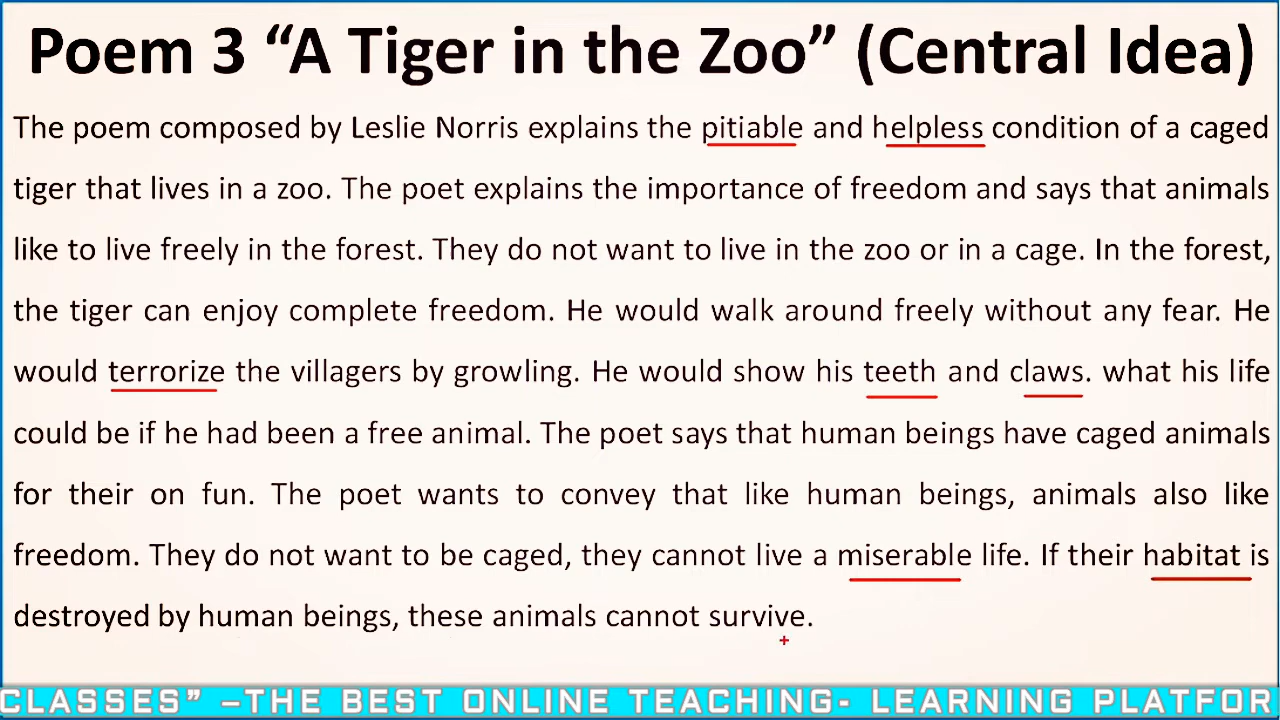 Poem 3 “A Tiger in the Zoo” (Central Idea)
The poem composed by Leslie Norris explains the pitiable and helpless condition of a caged
tiger that lives in a zoo. The poet explains the importance of freedom and says that animals
like to live freely in the forest. They do not want to live in the zoo or in a cage. In the forest,
the tiger can enjoy complete freedom. He would walk around freely without any fear. He
would terrorize the villagers by growling. He would show his teeth and claws. what his life
could be if he had been a free animal. The poet says that human beings have caged animals
for their on fun. The poet wants to convey that like human beings, animals also like
freedom. They do not want to be caged, they cannot live a miserable life. If their habitat is
destroyed by human beings, these animals cannot survive.
CLASSES” –THE BEST ONLINE TEACHING- LEARNING PLATFOR